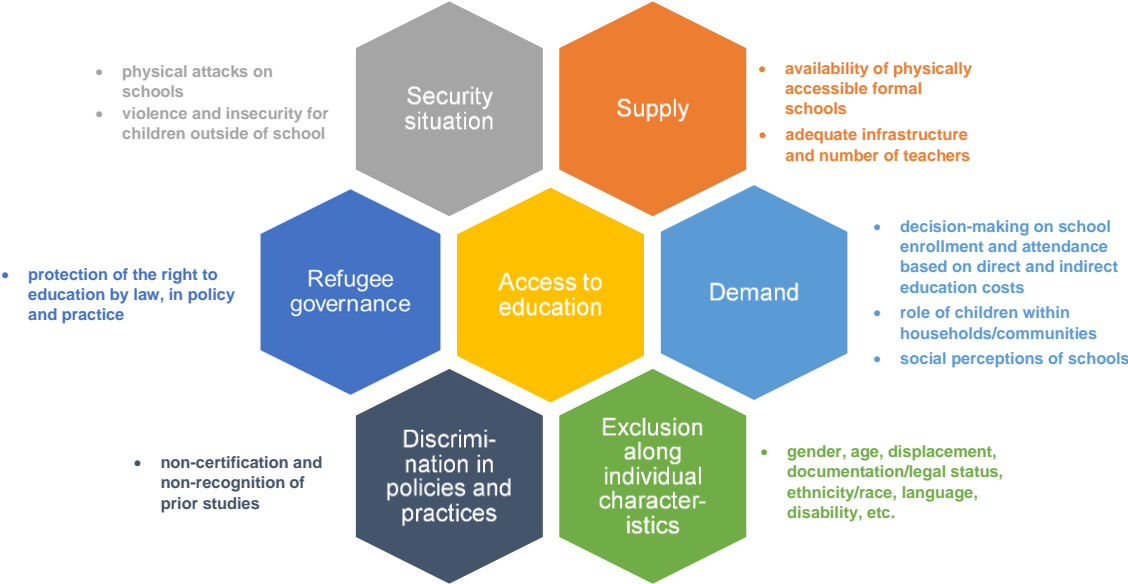 • physical attacks on
schools
• violence and insecurity for
children outside of school
Security
situation
Supply
• availability of physically
accessible formal
schools
• adequate infrastructure
and number of teachers
• protection of the right to
education by law, in policy
and practice
Refugee
governance
Access to
education
Demand
• decision-making on school
enrollment and attendance
based on direct and indirect
education costs
• role of children within
households/communities
• social perceptions of schools
• non-certification and
non-recognition of
prior studies
Discrimi-
nation in
policies and
practices
Exclusion
along
individual
character-
istics
• gender, age, displacement,
documentation/legal status,
ethnicity/race, language,
disability, etc.